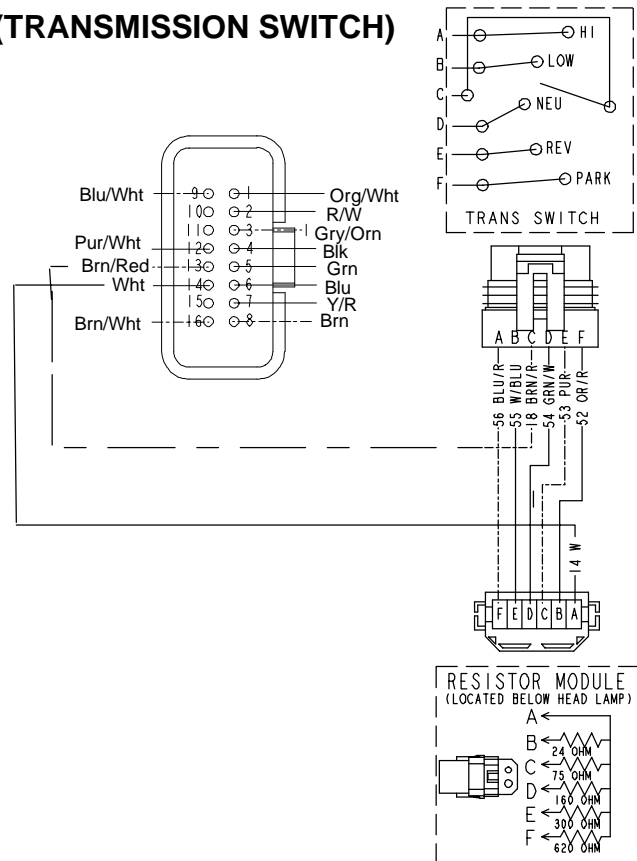 (TRANSMISSION SWITCH)
A HI
B LOW
C
D NEU
E REV
F PARK
TRANS SWITCH
Blu/Wht 9 1 Org/Wht
10 2 R/W
11 3 Gry/Orn
Pur/Wht 12 4 Blk
Brn/Red 13 5 Grn
Wht 14 6 Blu
15 7 Y/R
Brn/Wht 16 8 Brn
A B C D E F
56 BLU/R
55 W/BLU
18 BRN/R
54 GRN/W
53 PUR
52 OR/R
14 W
F E D C B A
RESISTOR MODULE
(LOCATED BELOW HEAD LAMP)
A
B 24 OHM
C 75 OHM
D 160 OHM
E 300 OHM
F 620 OHM